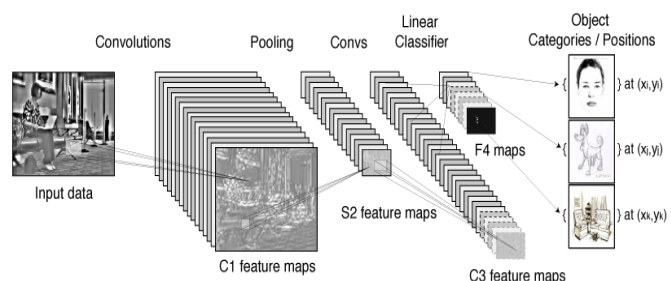 Convolutions
Pooling
Convs
Linear
Classifier
Object
Categories / Positions
{ } at (xi,yi)
{ } at (xj,yj)
{ } at (xk,yk)
F4 maps
Input data
S2 feature maps
C1 feature maps
C3 feature maps